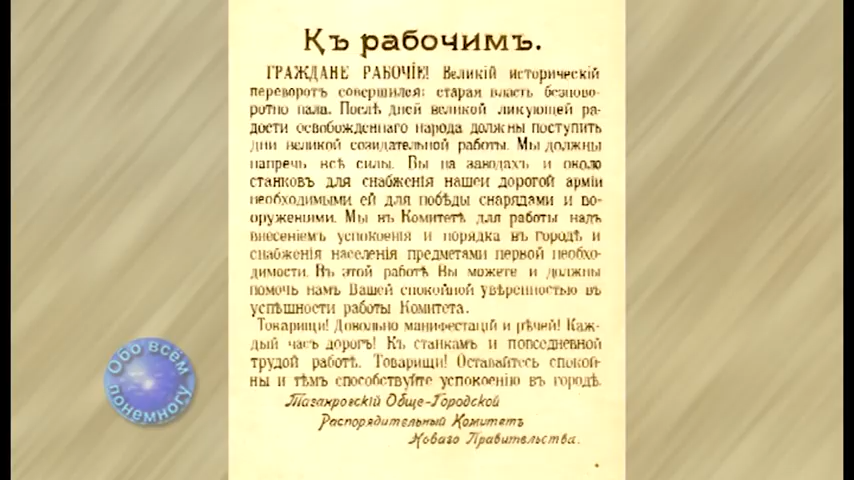 Къ рабочимъ.
ГРАЖДАНЕ РАБОЧІЕ! Великій историческій
переворотъ совершился: старая власть безпово-
ротно пала. Послѣ дней великой ликующей ра-
дости освобожденнаго народа должны поступить
дни великой созидательной работы. Мы должны
напречь всѣ силы. Вы на заводахъ и около
станковъ для снабженія нашей дорогой арміи
необходимыми ей для побѣды снарядами и во-
оруженіями. Мы въ Комитетѣ для работы надъ
внесеніемъ успокоенія и порядка въ городѣ и
снабженія населенія предметами первой необхо-
димости. Въ этой работѣ Вы можете и должны
помочь намъ Вашей спокойной увѣренностью въ
успѣшности работы Комитета.
Товарищи! Довольно манифестацій и рѣчей! Каж-
дый часъ дорогъ! Къ станкамъ и повседневной
трудой работѣ. Товарищи! Оставайтесь спокой-
ны и тѣмъ способствуйте успокоенію въ городѣ.
Таганрогскій Обще-Городской
Распорядительный Комитетъ
Новаго Правительства.
Обо всём
понемногу